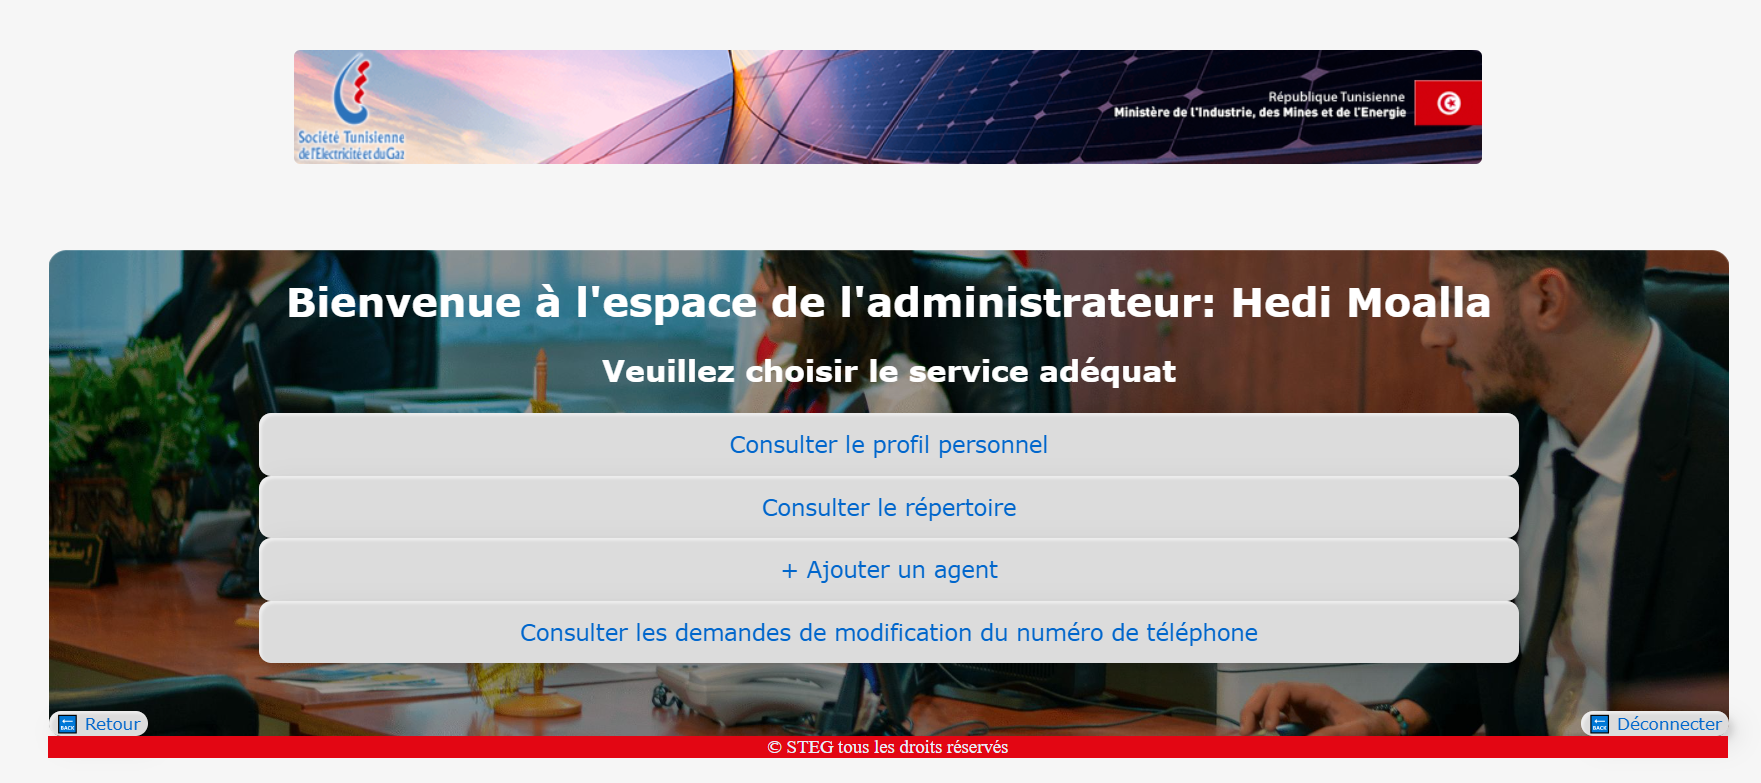 Société Tunisienne
de l'Electricité et du Gaz
République Tunisienne
Ministère de l'Industrie, des Mines et de l'Energie
Bienvenue à l'espace de l'administrateur: Hedi Moalla
Veuillez choisir le service adéquat
Consulter le profil personnel
Consulter le répertoire
+ Ajouter un agent
Consulter les demandes de modification du numéro de téléphone
BACK Retour
BACK Déconnecter
© STEG tous les droits réservés